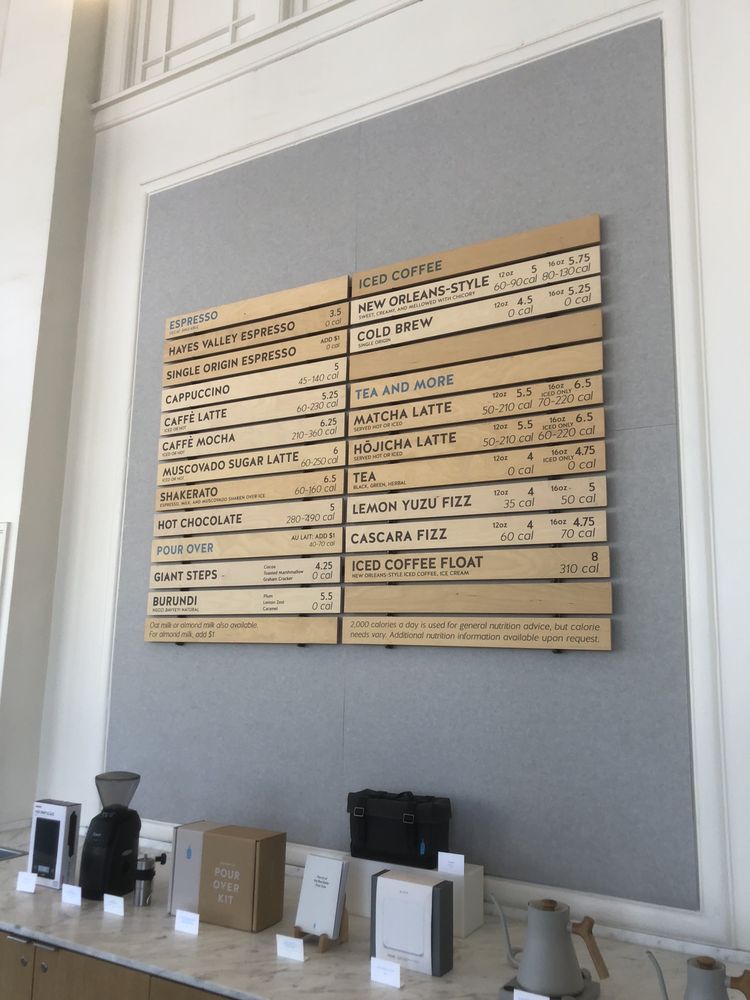 ESPRESSO
HAYES VALLEY ESPRESSO 3.5
0 cal
SINGLE ORIGIN ESPRESSO ADD $1
0 cal
CAPPUCCINO 5
45-140 cal
CAFFÈ LATTE 5.25
ICED OR HOT 60-230 cal
CAFFÈ MOCHA 6.25
ICED OR HOT 210-360 cal
MUSCOVADO SUGAR LATTE 6
ICED OR HOT 60-250 cal
SHAKERATO 6.5
ESPRESSO, MILK, AND MUSCOVADO SHAKEN OVER ICE 60-160 cal
HOT CHOCOLATE 5
280-490 cal
POUR OVER AU LAIT: ADD $1
40-70 cal
GIANT STEPS Cocoa 4.25
Toasted Marshmallow 0 cal
Graham Cracker
BURUNDI Plum 5.5
NGOZI BAVYEYI NATURAL Lemon Zest 0 cal
Caramel
Oat milk or almond milk also available.
For almond milk, add $1
ICED COFFEE
NEW ORLEANS-STYLE 12oz 5 16oz 5.75
SWEET, CREAMY, AND MELLOWED WITH CHICORY 60-90cal 80-130cal
COLD BREW 12oz 4.5 16oz 5.25
SINGLE ORIGIN 0 cal 0 cal
TEA AND MORE
MATCHA LATTE 12oz 5.5 16oz 6.5
SERVED HOT OR ICED 50-210 cal ICED ONLY 70-220 cal
HŌJICHA LATTE 12oz 5.5 16oz 6.5
SERVED HOT OR ICED 50-210 cal ICED ONLY 60-220 cal
TEA 12oz 4 16oz 4.75
BLACK, GREEN, HERBAL 0 cal ICED ONLY 0 cal
LEMON YUZU FIZZ 12oz 4 16oz 5
35 cal 50 cal
CASCARA FIZZ 12oz 4 16oz 4.75
60 cal 70 cal
ICED COFFEE FLOAT 8
NEW ORLEANS-STYLE ICED COFFEE, ICE CREAM 310 cal
2,000 calories a day is used for general nutrition advice, but calorie
needs vary. Additional nutrition information available upon request.
POUR
OVER
KIT